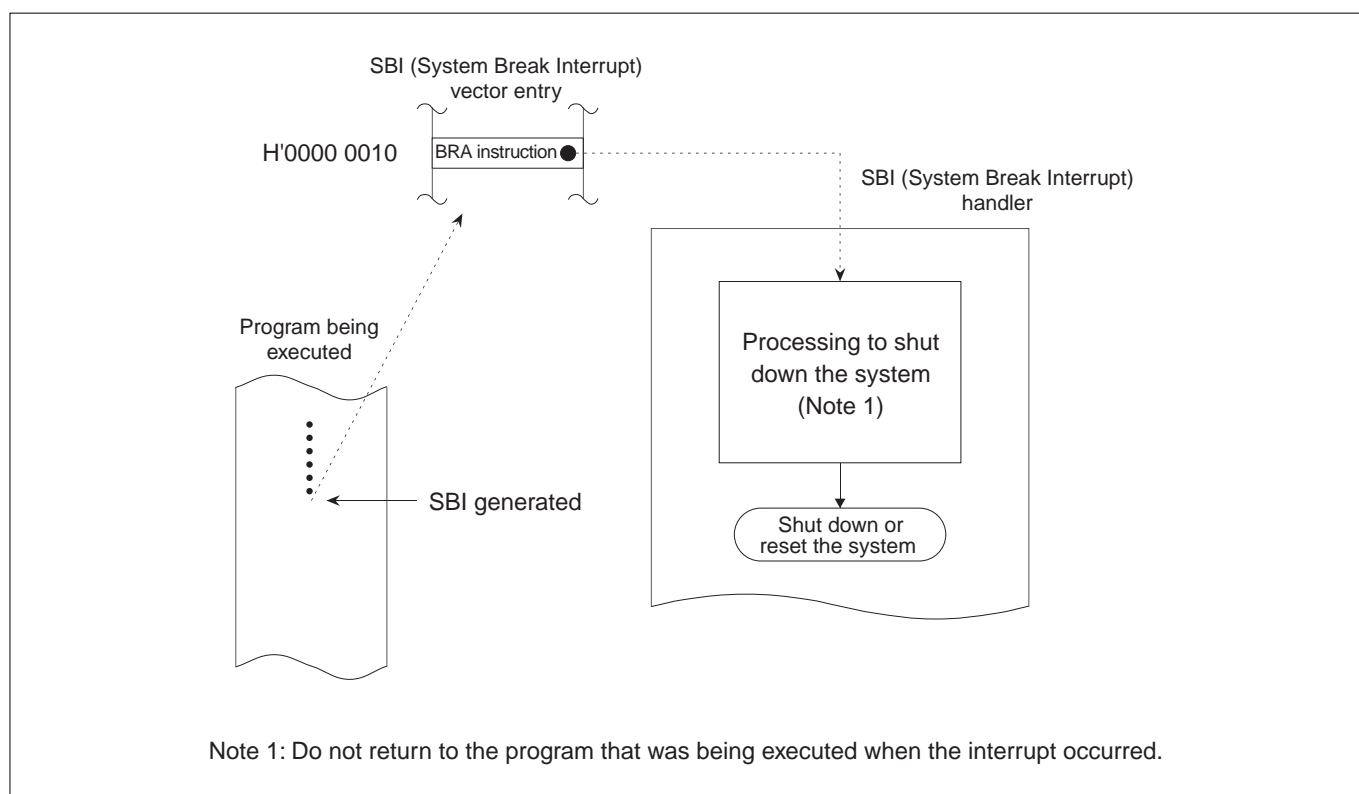 SBI (System Break Interrupt)
vector entry
H'0000 0010
BRA instruction
SBI (System Break Interrupt)
handler
Program being
executed
Processing to shut
down the system
(Note 1)
SBI generated
Shut down or
reset the system
Note 1: Do not return to the program that was being executed when the interrupt occurred.